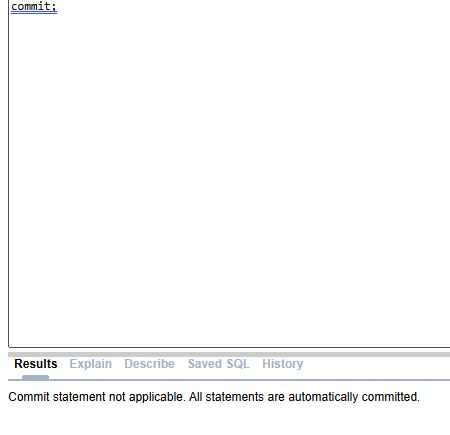 commit;
Results Explain Describe Saved SQL History
Commit statement not applicable. All statements are automatically committed.